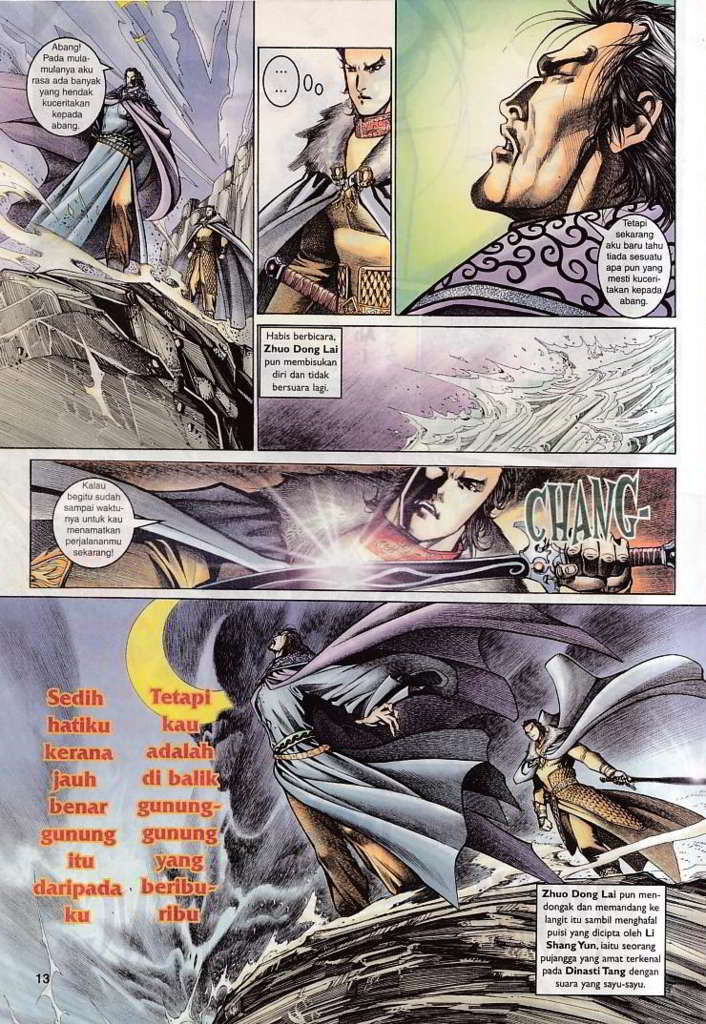 Abang!
Pada mula-
mulanya aku
rasa ada banyak
yang hendak
kuceritakan
kepada
abang.
...
...
Tetapi
sekarang
aku baru tahu
tiada sesuatu
apa pun yang
mesti kuceri-
takan kepada
abang.
Habis berbicara,
Zhuo Dong Lai
pun membisukan
diri dan tidak
bersuara lagi.
Kalau
begitu sudah
sampai waktu-
nya untuk kau
menamatkan
perjalananmu
sekarang!
CHANG-
Sedih
hatiku
kerana
jauh
benar
gunung
itu
daripada
ku
Tetapi
kau
adalah
di balik
gunung-
gunung
yang
beribu-
ribu
Zhuo Dong Lai pun men-
dongak dan memandang ke
langit itu sambil menghafal
puisi yang dicipta oleh Li
Shang Yun, iaitu seorang
pujangga yang amat terkenal
pada Dinasti Tang dengan
suara yang sayu-sayu.
13